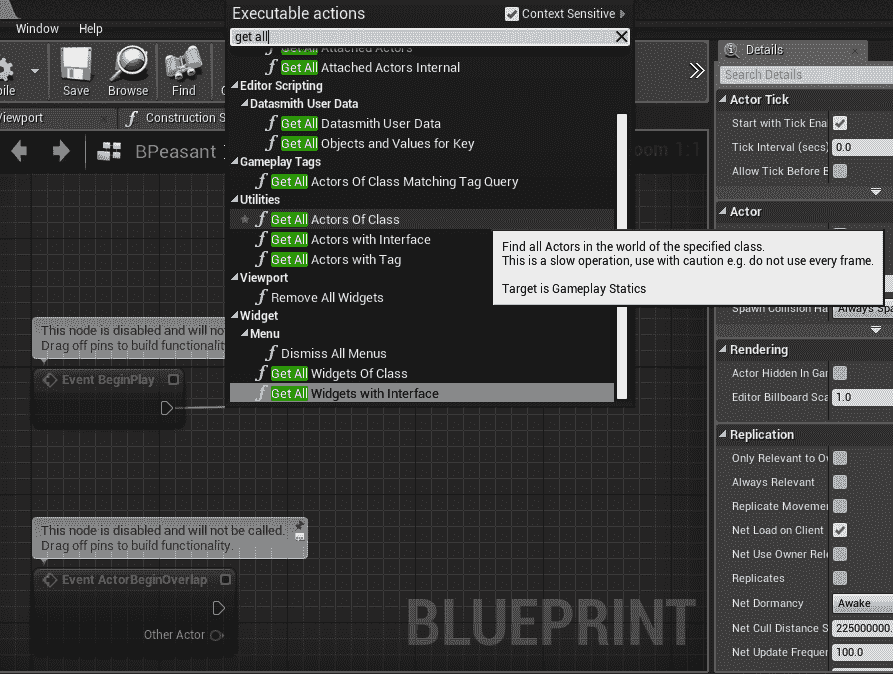 Executable actions
Context Sensitive
Window Help
get all
Get All Attached Actors
Get All Attached Actors Internal
Details
Save Browse Find
Search Details
Editor Scripting
Datasmith User Data
Get All Datasmith User Data
Get All Objects and Values for Key
Actor Tick
Viewport
Construction S
Start with Tick Ena
Tick Interval (secs)
0.0
BPeasant
oom 1:1
Allow Tick Before B
Gameplay Tags
Get All Actors Of Class Matching Tag Query
Utilities
Get All Actors Of Class
Get All Actors with Interface
Get All Actors with Tag
Actor
Find all Actors in the world of the specified class.
This is a slow operation, use with caution e.g. do not use every frame.
Target is Gameplay Statics
Viewport
Remove All Widgets
Widget
Menu
Dismiss All Menus
Get All Widgets Of Class
Get All Widgets with Interface
Spawn Collision Ha
Always Spa
This node is disabled and will no
Drag off pins to build functionalit
Event BeginPlay
Rendering
Actor Hidden In Gar
Editor Billboard Sca
1.0
Replication
Only Relevant to Ov
Always Relevant
Replicate Movemer
Net Load on Client
Net Use Owner Rele
Replicates
Net Dormancy
Awake
Net Cull Distance S
225000000.
Net Update Frequer
100.0
This node is disabled and will not be called.
Drag off pins to build functionality.
Event ActorBeginOverlap
Other Actor
BLUEPRINT